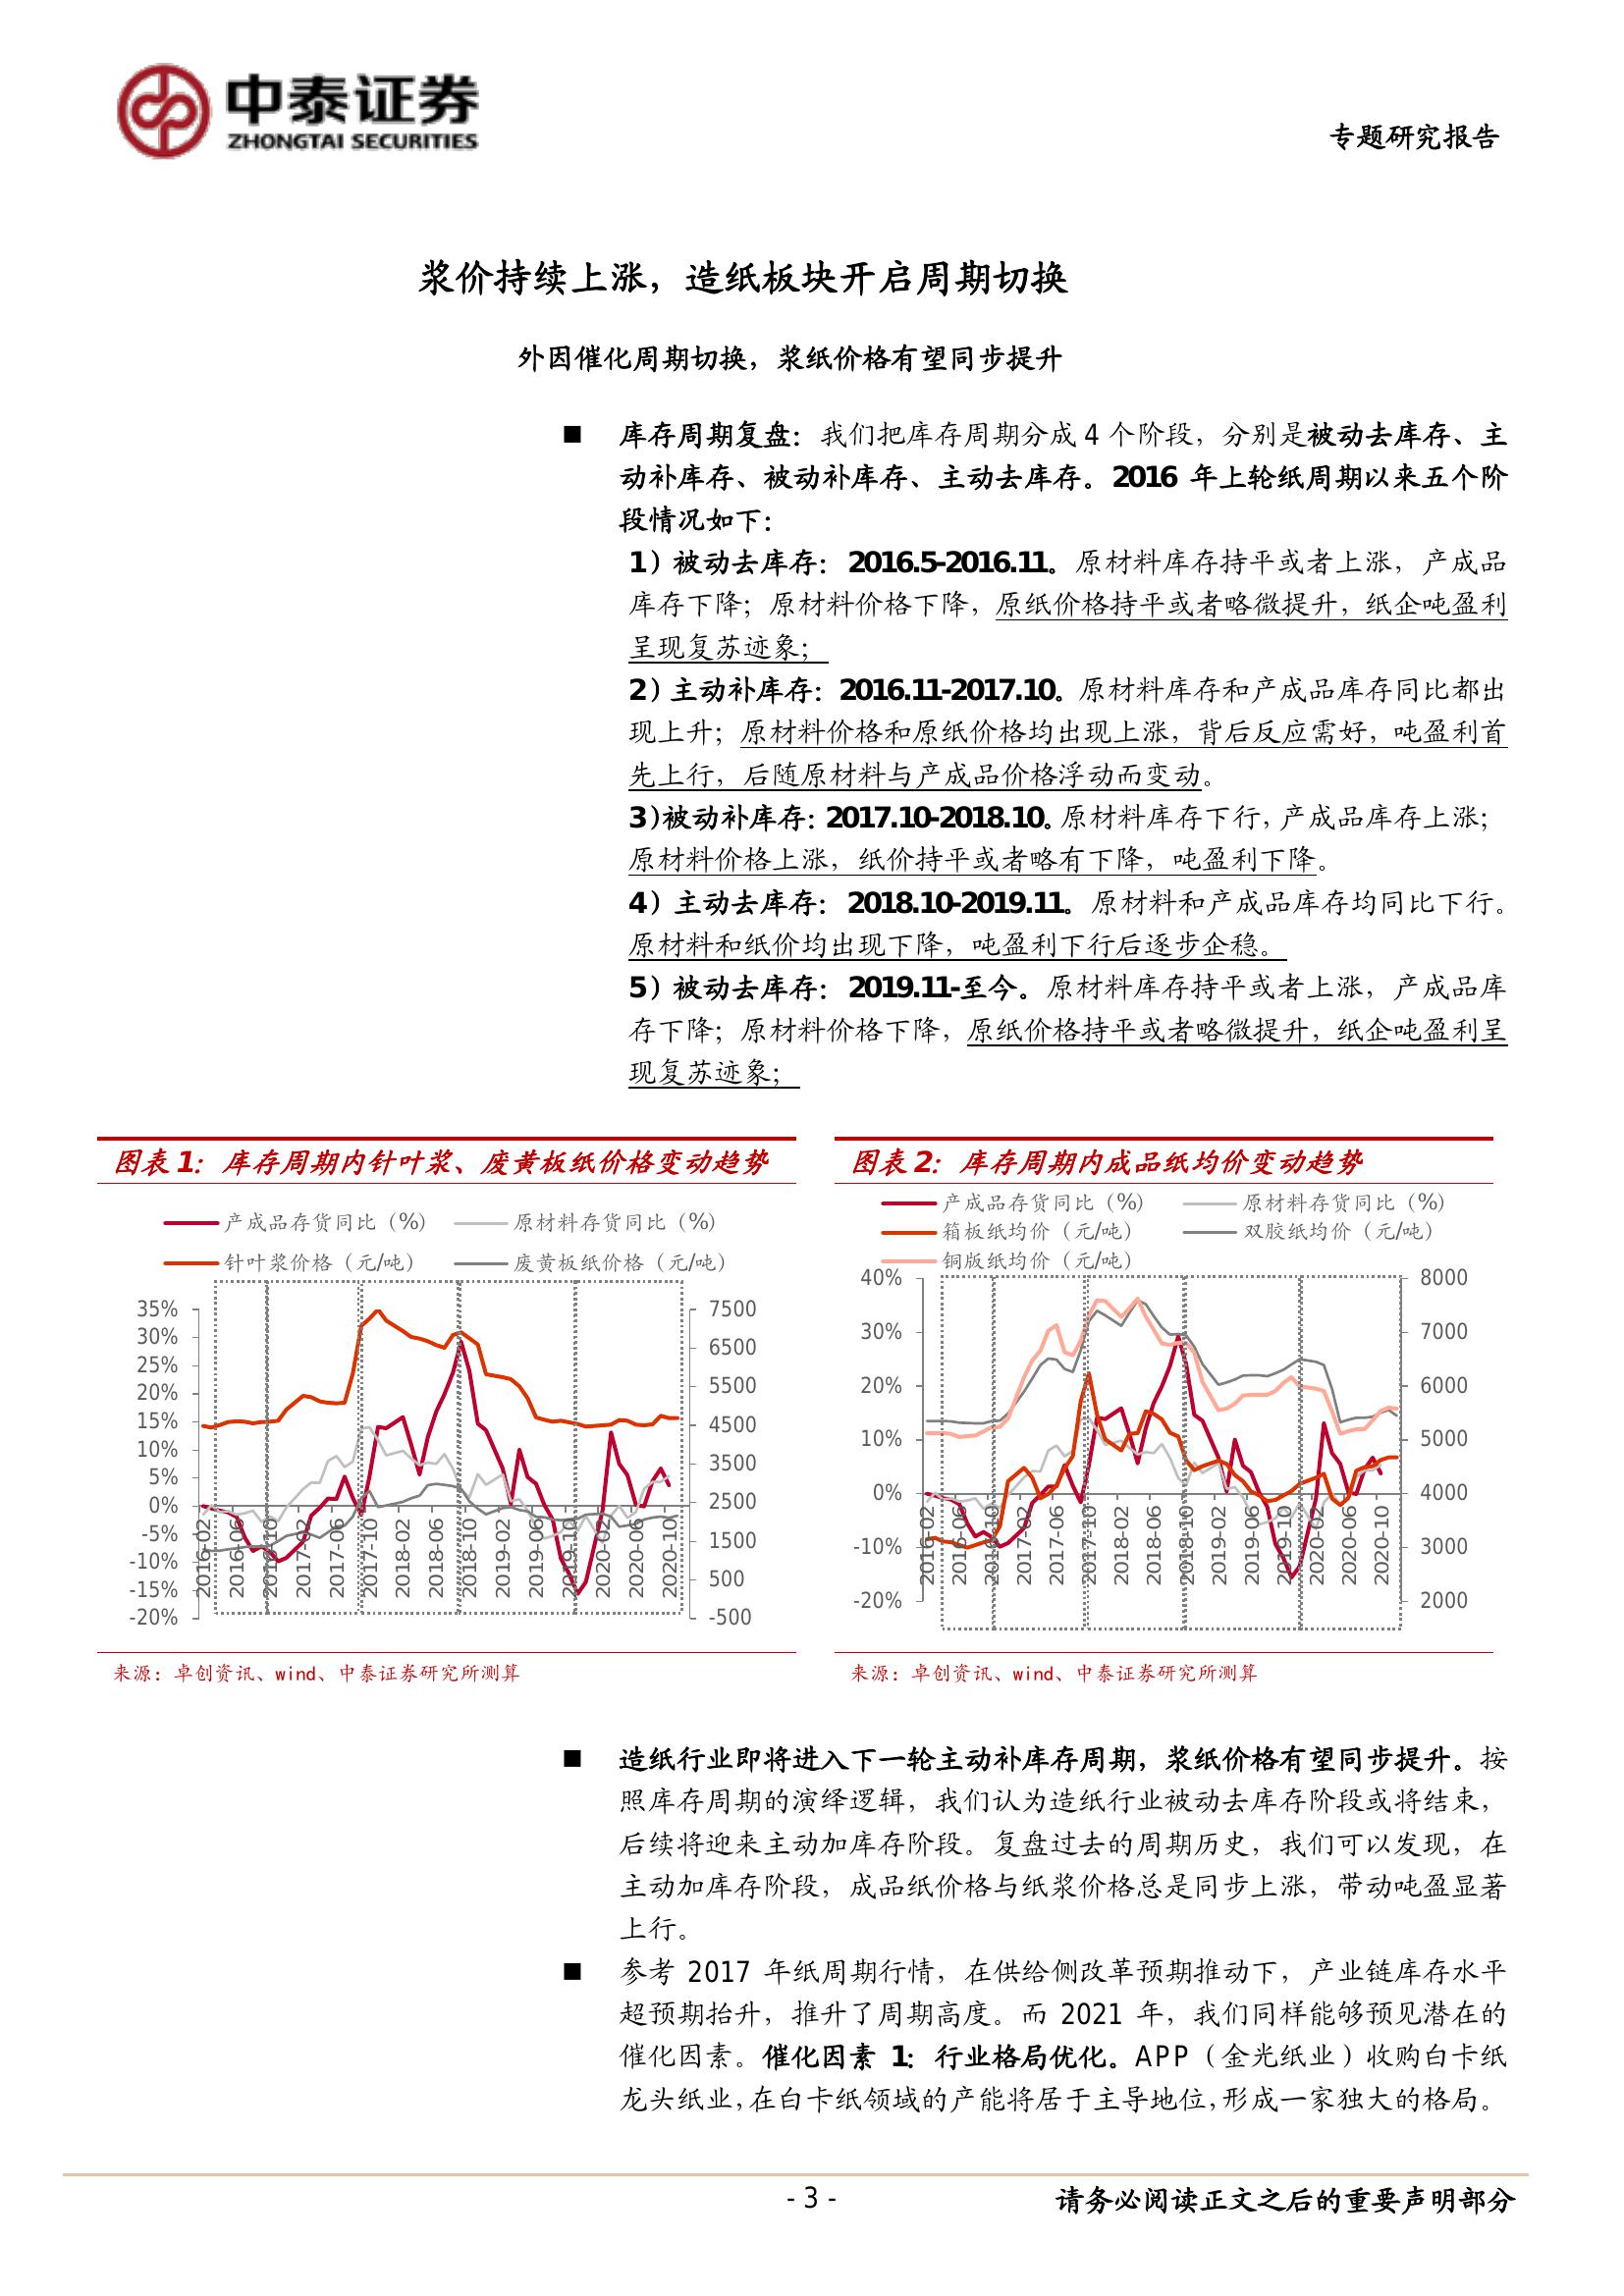 中泰证券
ZHONGTAI SECURITIES
专题研究报告
浆价持续上涨，造纸板块开启周期切换
外因催化周期切换，浆纸价格有望同步提升
■ 库存周期复盘：我们把库存周期分成 4 个阶段，分别是被动去库存、主
动补库存、被动补库存、主动去库存。2016 年上轮纸周期以来五个阶
段情况如下：
1）被动去库存：2016.5-2016.11。原材料库存持平或者上涨，产成品
库存下降；原材料价格下降，原纸价格持平或者略微提升，纸企吨盈利
呈现复苏迹象；
2）主动补库存：2016.11-2017.10。原材料库存和产成品库存同比都出
现上升；原材料价格和原纸价格均出现上涨，背后反应需好，吨盈利首
先上行，后随原材料与产成品价格浮动而变动。
3）被动补库存：2017.10-2018.10。原材料库存下行，产成品库存上涨；
原材料价格上涨，纸价持平或者略有下降，吨盈利下降。
4）主动去库存：2018.10-2019.11。原材料和产成品库存均同比下行。
原材料和纸价均出现下降，吨盈利下行后逐步企稳。
5）被动去库存：2019.11-至今。原材料库存持平或者上涨，产成品库
存下降；原材料价格下降，原纸价格持平或者略微提升，纸企吨盈利呈
现复苏迹象；
图表 1：库存周期内针叶浆、废黄板纸价格变动趋势
产成品存货同比（%） 原材料存货同比（%）
针叶浆价格（元/吨） 废黄板纸价格（元/吨）
35%
30%
25%
20%
15%
10%
5%
0%
-5%
-10%
-15%
-20%
7500
6500
5500
4500
3500
2500
1500
500
-500
2016-02
2016-06
2016-10
2017-02
2017-06
2017-10
2018-02
2018-06
2018-10
2019-02
2019-06
2019-10
2020-02
2020-06
2020-10
来源：卓创资讯、wind、中泰证券研究所测算
图表 2：库存周期内成品纸均价变动趋势
产成品存货同比（%） 原材料存货同比（%）
箱板纸均价（元/吨） 双胶纸均价（元/吨）
铜版纸均价（元/吨）
40%
30%
20%
10%
0%
-10%
-20%
8000
7000
6000
5000
4000
3000
2000
2016-02
2016-06
2016-10
2017-02
2017-06
2017-10
2018-02
2018-06
2018-10
2019-02
2019-06
2019-10
2020-02
2020-06
2020-10
来源：卓创资讯、wind、中泰证券研究所测算
■ 造纸行业即将进入下一轮主动补库存周期，浆纸价格有望同步提升。按
照库存周期的演绎逻辑，我们认为造纸行业被动去库存阶段或将结束，
后续将迎来主动加库存阶段。复盘过去的周期历史，我们可以发现，在
主动加库存阶段，成品纸价格与纸浆价格总是同步上涨，带动吨盈显著
上行。
■ 参考 2017 年纸周期行情，在供给侧改革预期推动下，产业链库存水平
超预期抬升，推升了周期高度。而 2021 年，我们同样能够预见潜在的
催化因素。催化因素 1：行业格局优化。APP（金光纸业）收购白卡纸
龙头纸业，在白卡纸领域的产能将居于主导地位，形成一家独大的格局。
- 3 -
请务必阅读正文之后的重要声明部分